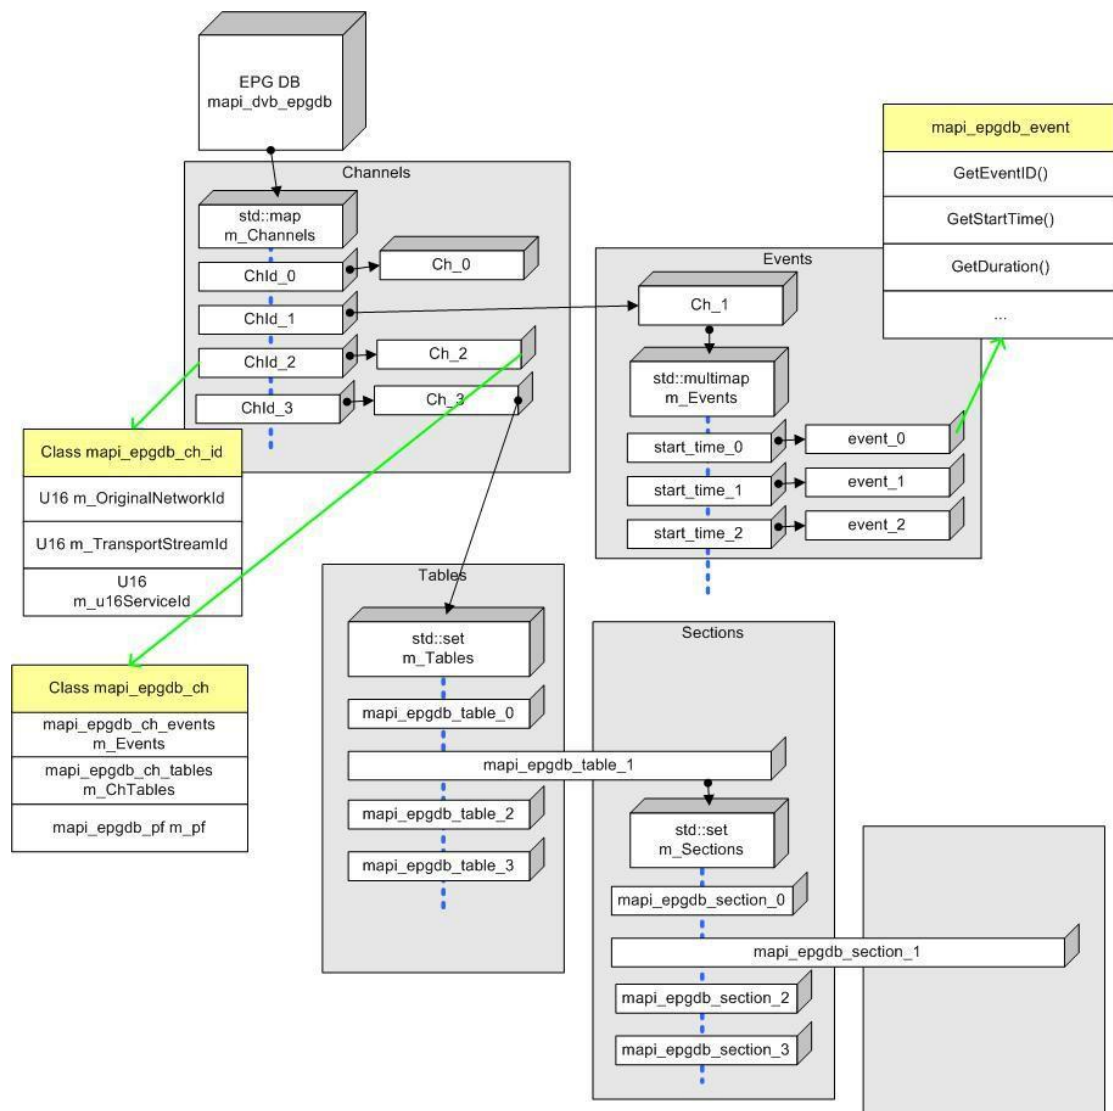 EPG DB
mapi_dvb_epgdb
Channels
std::map
m_Channels
ChId_0
Ch_0
ChId_1
ChId_2
Ch_2
ChId_3
Ch_3
mapi_epgdb_event
GetEventID()
GetStartTime()
GetDuration()
...
Events
Ch_1
std::multimap
m_Events
start_time_0
event_0
start_time_1
event_1
start_time_2
event_2
Class mapi_epgdb_ch_id
U16 m_OriginalNetworkId
U16 m_TransportStreamId
U16
m_u16ServiceId
Class mapi_epgdb_ch
mapi_epgdb_ch_events
m_Events
mapi_epgdb_ch_tables
m_ChTables
mapi_epgdb_pf m_pf
Tables
std::set
m_Tables
mapi_epgdb_table_0
mapi_epgdb_table_1
mapi_epgdb_table_2
mapi_epgdb_table_3
Sections
std::set
m_Sections
mapi_epgdb_section_0
mapi_epgdb_section_1
mapi_epgdb_section_2
mapi_epgdb_section_3